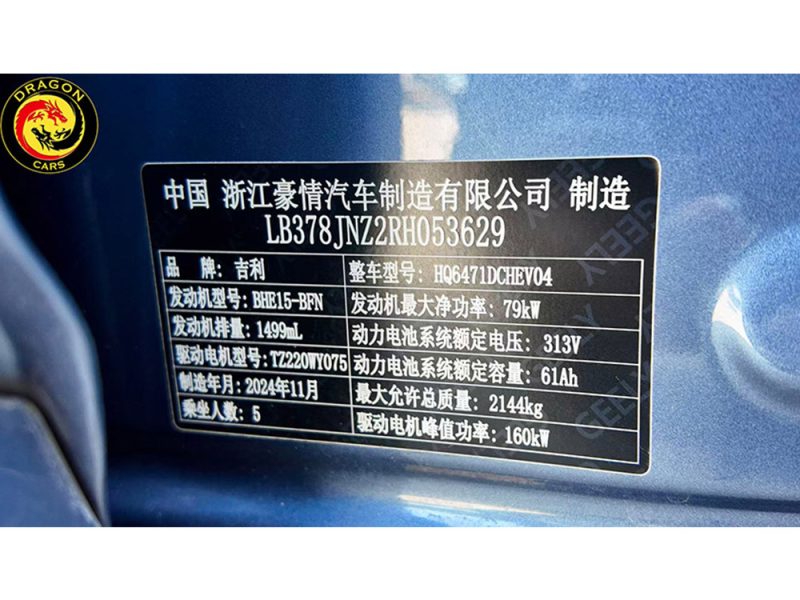 DRAGON
CARS
中国 浙江豪情汽车制造有限公司 制造
LB378JNZ2RH053629
品 牌: 吉利 整车型号: HQ6471DCHEV04
发动机型号: BHE15-BFN 发动机最大净功率: 79kW
发动机排量: 1499mL 动力电池系统额定电压: 313V
驱动电机型号: TZ220WY075 动力电池系统额定容量: 61Ah
制造年月: 2024年11月 最大允许总质量: 2144kg
乘坐人数: 5 驱动电机峰值功率: 160kW
GEELY
GEELY
GEELY